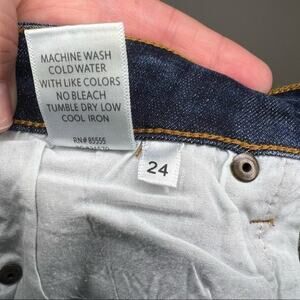 MACHINE WASH
COLD WATER
WITH LIKE COLORS
NO BLEACH
TUMBLE DRY LOW
COOL IRON
RN# 85555
24